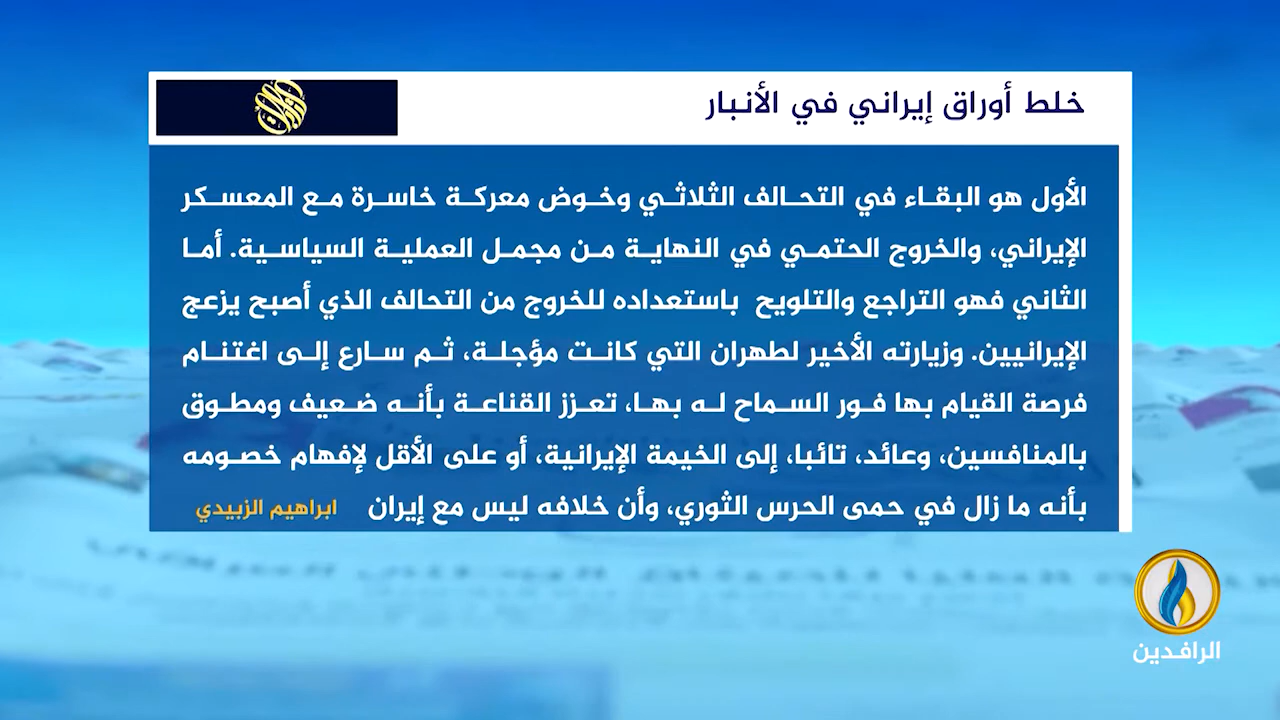 خلط أوراق إيراني في الأنبار
الأول هو البقاء في التحالف الثلاثي وخوض معركة خاسرة مع المعسكر
الإيراني، والخروج الحتمي في النهاية من مجمل العملية السياسية. أما
الثاني فهو التراجع والتلويح باستعداده للخروج من التحالف الذي أصبح يزعج
الإيرانيين. وزيارته الأخير لطهران التي كانت مؤجلة، ثم سارع إلى اغتنام
فرصة القيام بها فور السماح له بها، تعزز القناعة بأنه ضعيف ومطوق
بالمنافسين، وعائد، تائبا، إلى الخيمة الإيرانية، أو على الأقل لإفهام خصومه
بأنه ما زال في حمى الحرس الثوري، وأن خلافه ليس مع إيران
ابراهيم الزبيدي
الرافدين